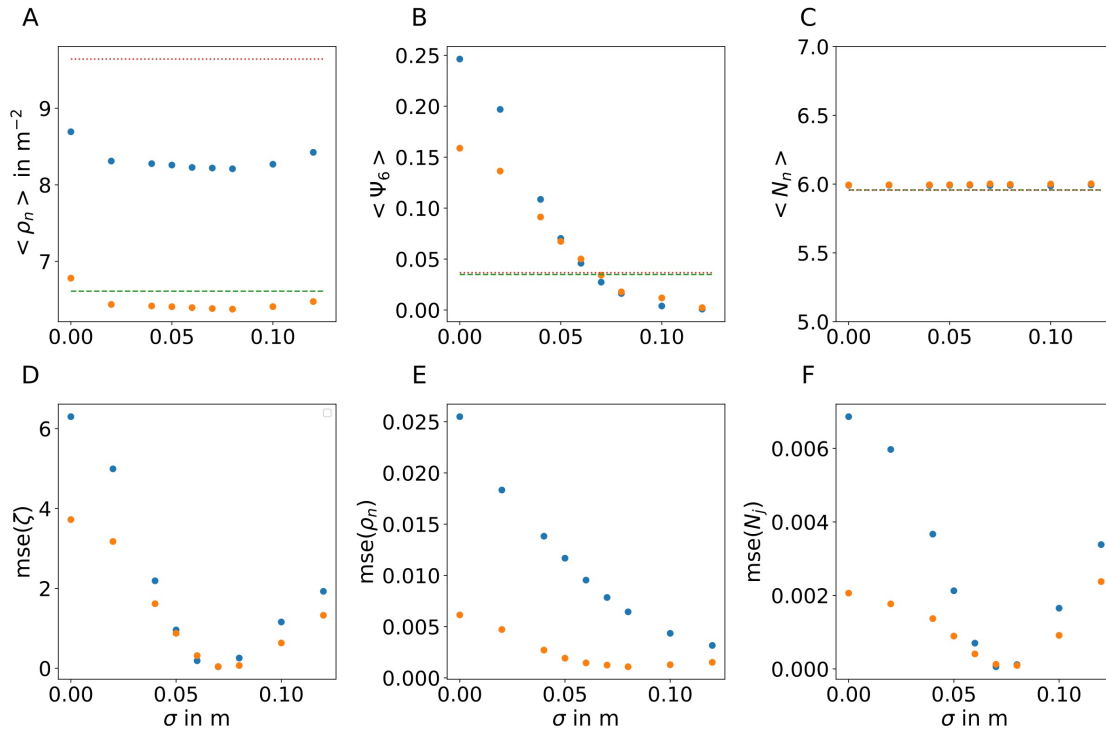 A
B
C
< ρₙ > in m⁻²
9
8
7
0.00 0.05 0.10
< Ψ₆ >
0.25
0.20
0.15
0.10
0.05
0.00
0.00 0.05 0.10
< Nₙ >
7.0
6.5
6.0
5.5
5.0
0.00 0.05 0.10
D
E
F
mse(ζ)
6
4
2
0
0.00 0.05 0.10
σ in m
mse(ρₙ)
0.025
0.020
0.015
0.010
0.005
0.000
0.00 0.05 0.10
σ in m
mse(Nⱼ)
0.006
0.004
0.002
0.000
0.00 0.05 0.10
σ in m